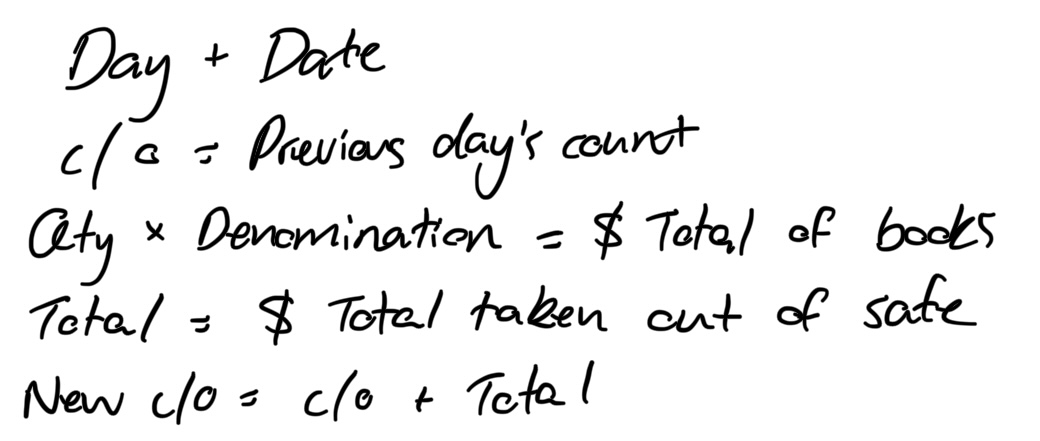 Day + Date
c/o = Previous day's count
Qty x Denomination = $ Total of books
Total = $ Total taken out of safe
New c/o = c/o + Total